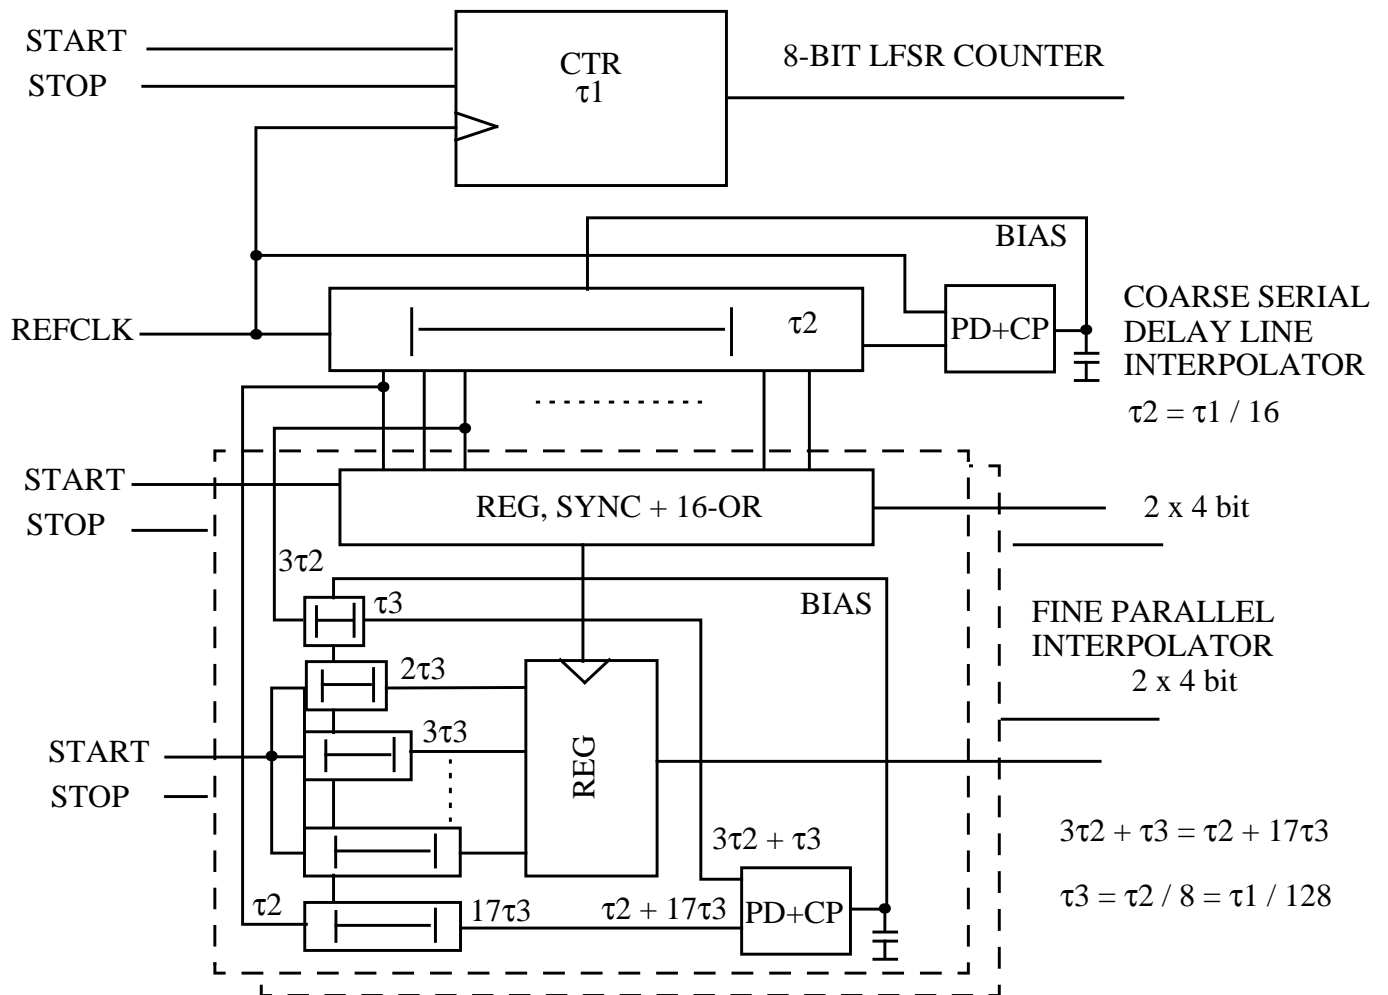 START
STOP
CTR
τ1
8-BIT LFSR COUNTER
BIAS
REFCLK
τ2
PD+CP
COARSE SERIAL
DELAY LINE
INTERPOLATOR
τ2 = τ1 / 16
START
STOP
REG, SYNC + 16-OR
2 x 4 bit
3τ2
τ3
BIAS
FINE PARALLEL
INTERPOLATOR
2 x 4 bit
2τ3
3τ3
START
STOP
REG
3τ2 + τ3
3τ2 + τ3 = τ2 + 17τ3
τ2
17τ3
τ2 + 17τ3
PD+CP
τ3 = τ2 / 8 = τ1 / 128